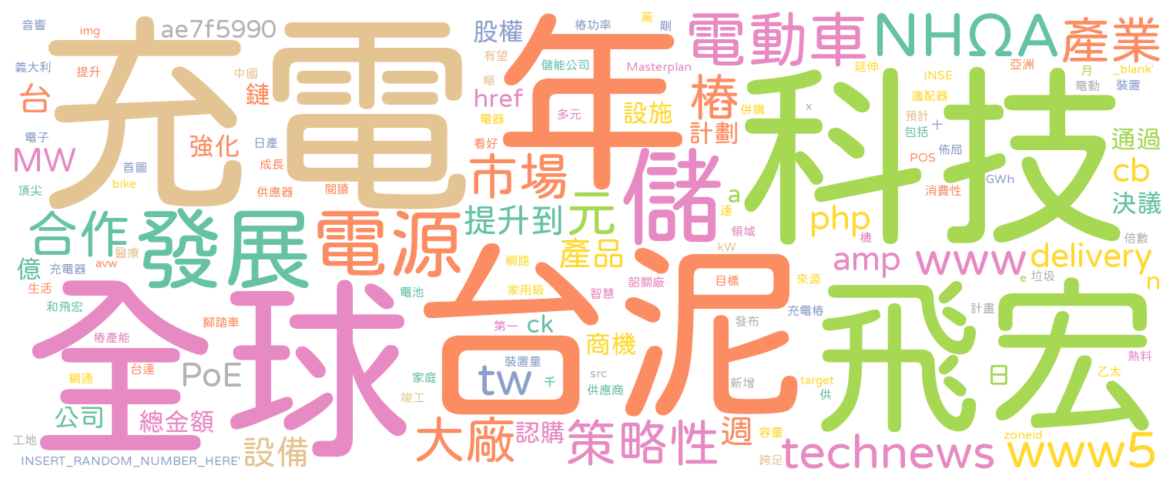 音響
img
ae7f5990
充電
義大利
提升
中國
鏈
台
電子
強化
日產
MW
首圖
成長
頂尖
bike
供應器
閱讀
股權
樁功率
萬
剛
有望
儲能公司
Masterplan
噸
href
多元
設施
電器
看好
年
樁
計劃
併購
市場
儲
電動車
NHΩA
產業
延伸
INSE
亞洲
月
_blank'
電動
裝置
適配器
x
預計
十
包括
佈局
通過
POS
GWh
cb
消費性
決議
科技
合作
發展
電源
提升到
元
a
達
領域
php
機
倍數
醫療
億
充電器
avw
生活
和飛宏
電池
網路
產品
kW
家用級
智慧
韶關廠
目標
amp
www
delivery
來源
e
垃圾
n
充電樁
計畫
全球
台泥
飛宏
腳踏車
第一
ck
發布
樁產能
台達
商機
PoE
裝置量
tw
千
src
網通
家庭
供應商
新增
target
供
日
乙太
熟料
竣工
公司
總金額
工地
設備
大廠
認購
策略性
週
容量
跨足
technews
zoneid
www5
INSERT_RANDOM_NUMBER_HERE'